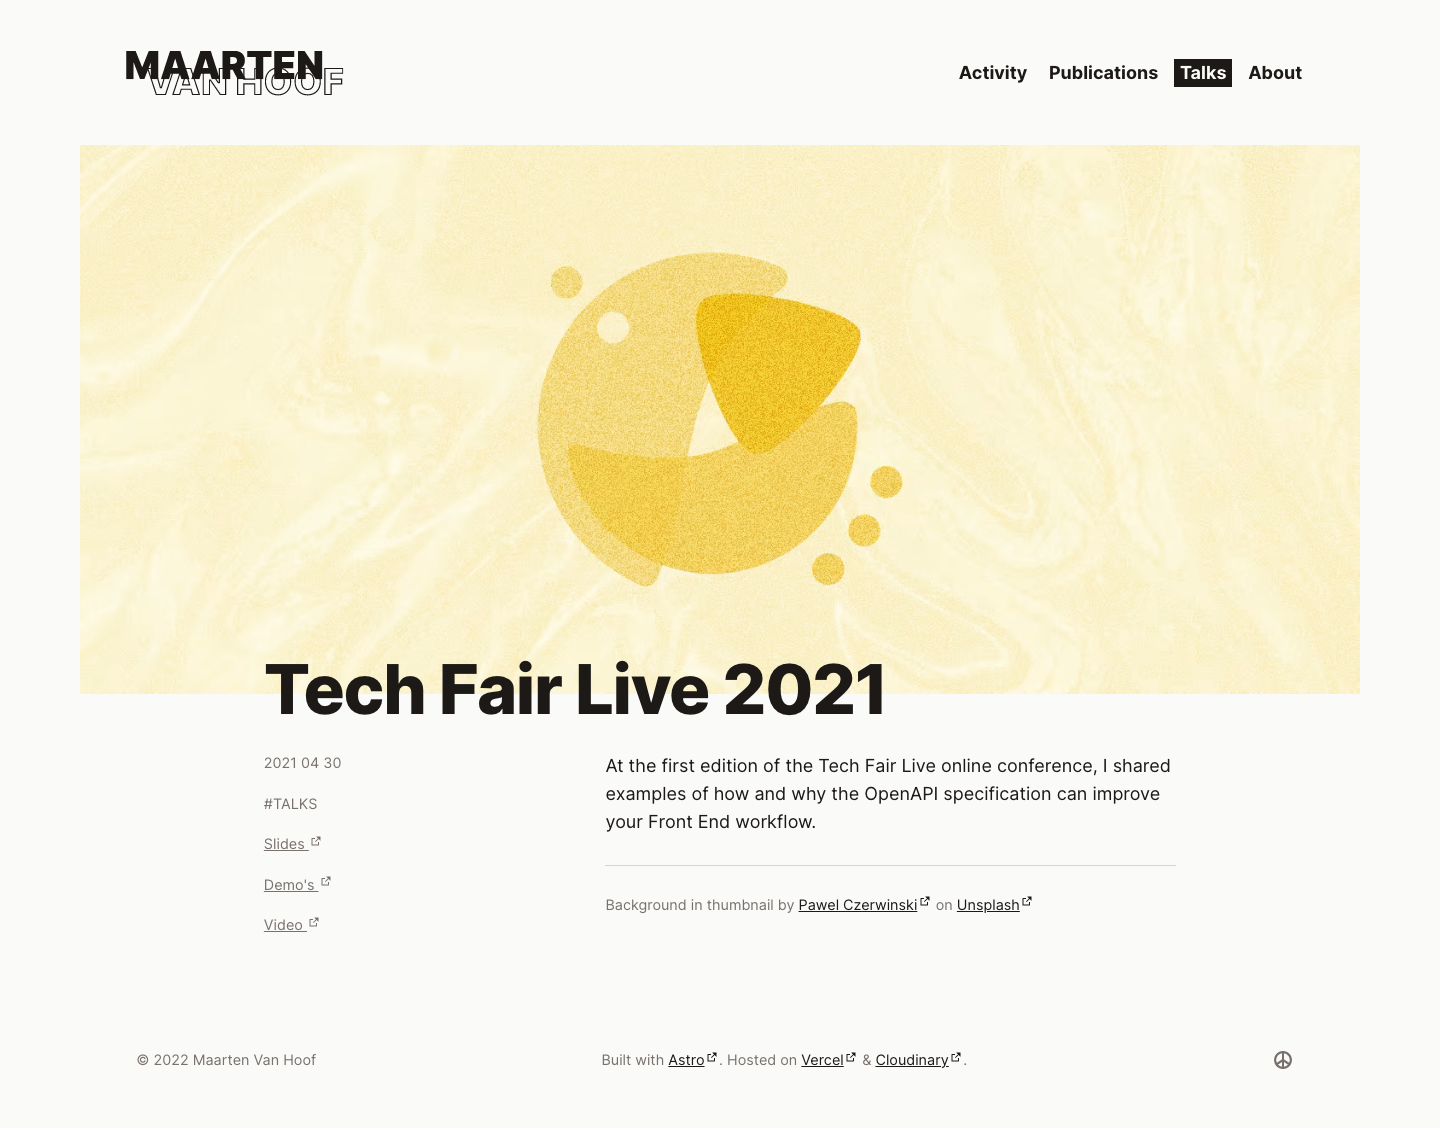 MAARTEN
VAN HOOF
Activity Publications Talks About
Tech Fair Live 2021
2021 04 30
#TALKS
Slides
Demo's
Video
At the first edition of the Tech Fair Live online conference, I shared
examples of how and why the OpenAPI specification can improve
your Front End workflow.
Background in thumbnail by Pawel Czerwinski on Unsplash
© 2022 Maarten Van Hoof
Built with Astro. Hosted on Vercel & Cloudinary.